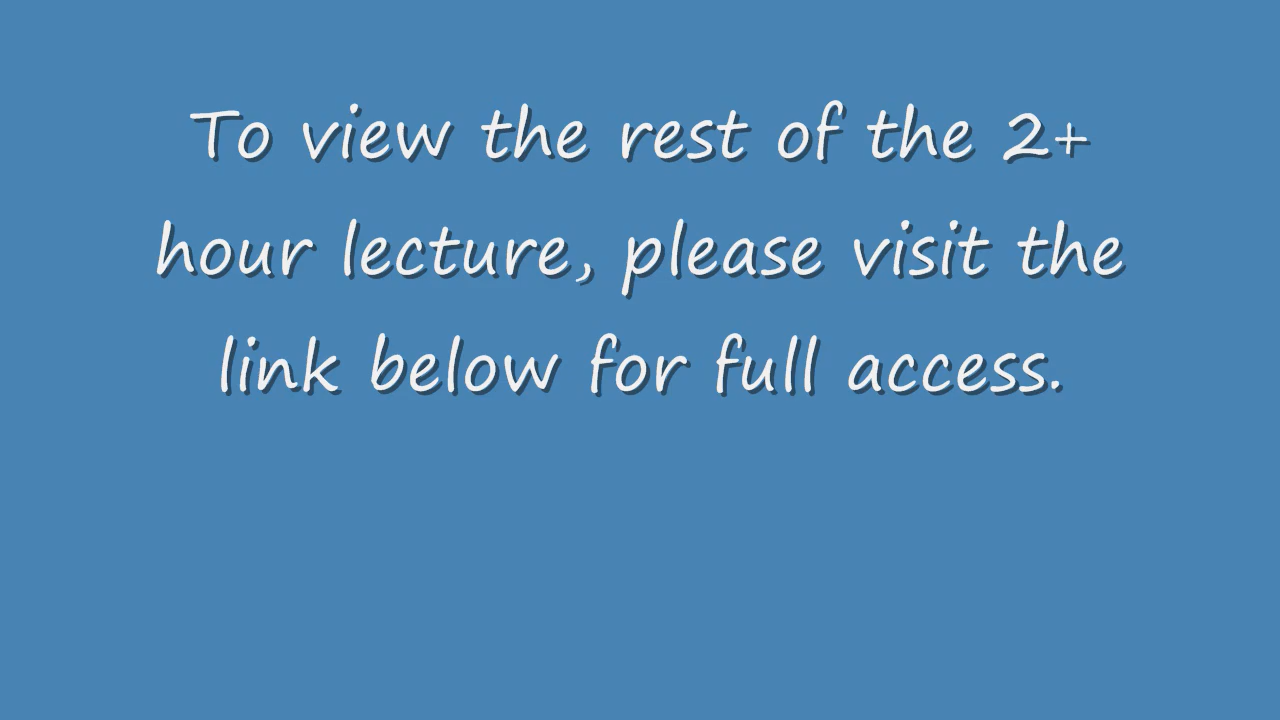 To view the rest of the 2+
hour lecture, please visit the
link below for full access.